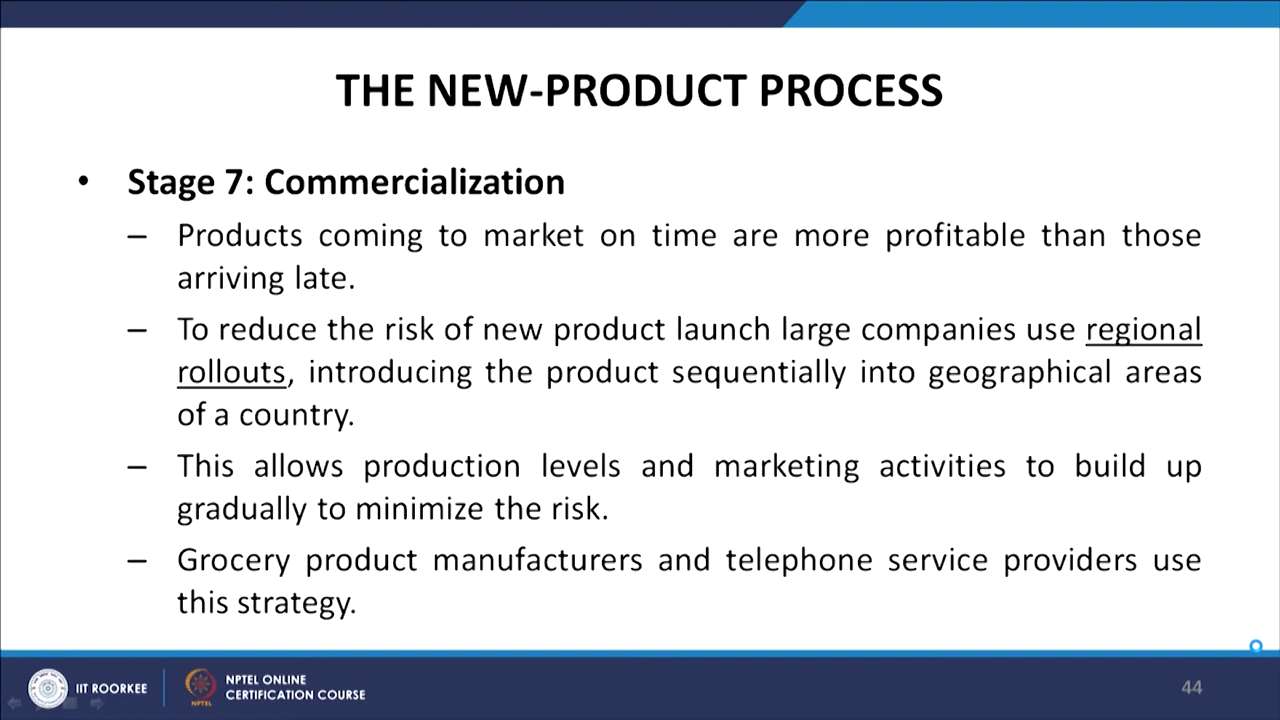 THE NEW-PRODUCT PROCESS
• Stage 7: Commercialization
– Products coming to market on time are more profitable than those
arriving late.
– To reduce the risk of new product launch large companies use regional
rollouts, introducing the product sequentially into geographical areas
of a country.
– This allows production levels and marketing activities to build up
gradually to minimize the risk.
– Grocery product manufacturers and telephone service providers use
this strategy.
IIT ROORKEE
NPTEL
NPTEL ONLINE
CERTIFICATION COURSE
44